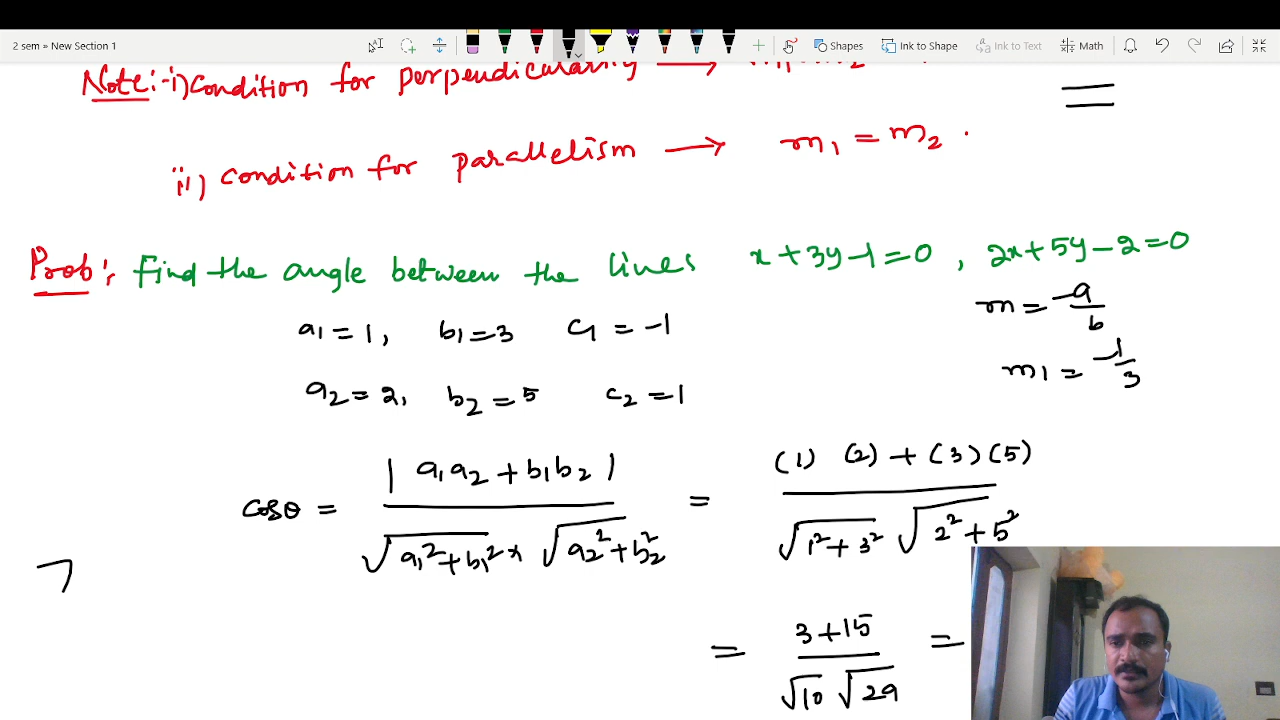 2 sem » New Section 1
Shapes Ink to Shape Ink to Text Math
Note:-i) Condition for perpendicularity →
ii) condition for parallelism → m₁ = m₂ .
Prob: Find the angle between the lines x+3y-1=0 , 2x+5y-2=0
m = -a/b
a₁ = 1, b₁=3 c₁ = -1
m₁ = -1/3
a₂ = 2, b₂ = 5 c₂ = 1
cosθ = | a₁a₂ + b₁b₂ | / √a₁²+b₁² × √a₂²+b₂² = (1) (2) + (3)(5) / √1²+3² √2²+5²
= 3+15 / √10 √29 =